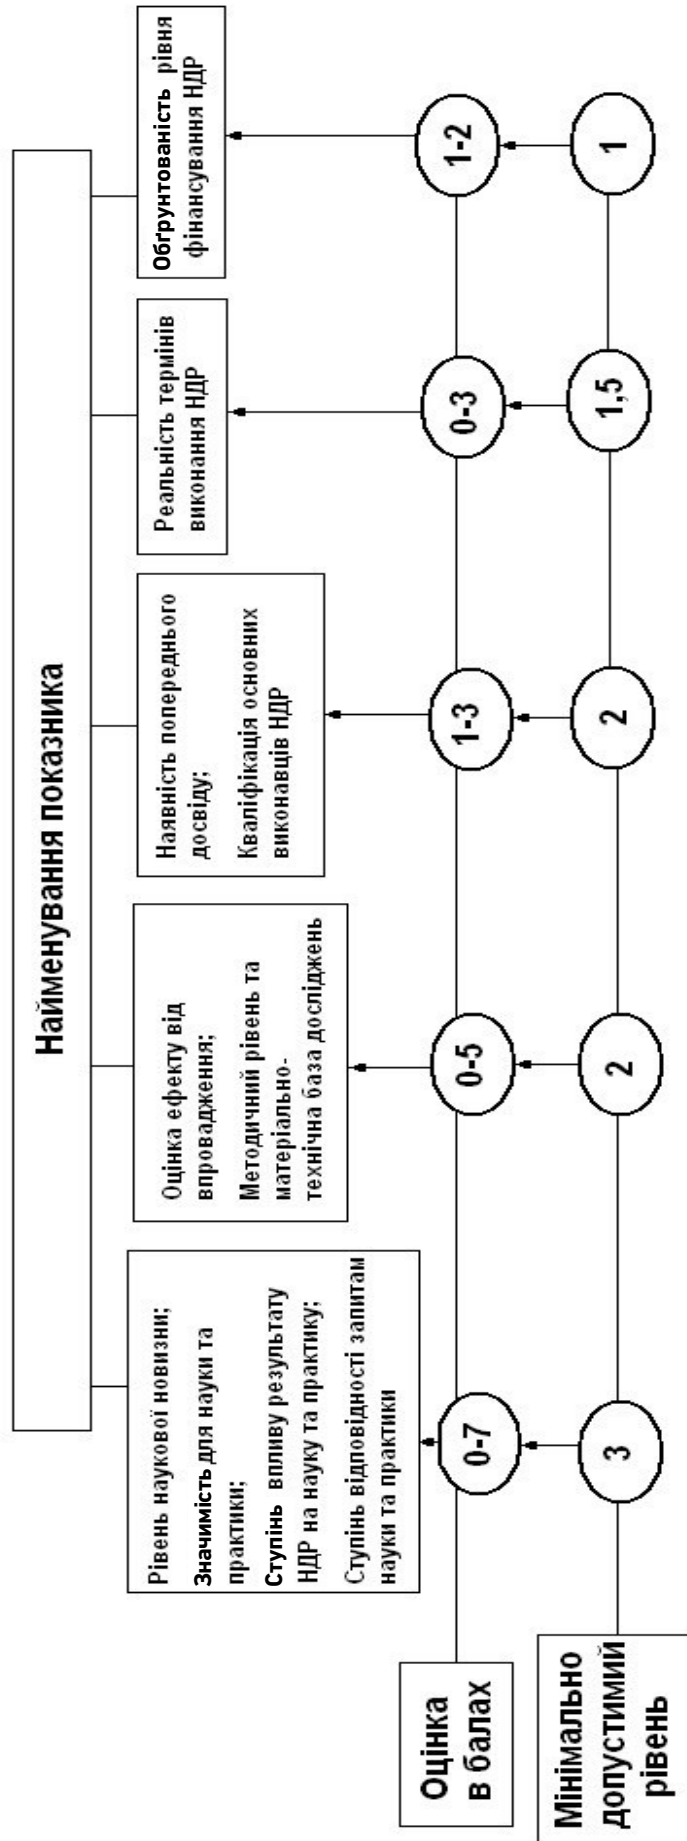 Найменування показника
Рівень наукової новизни;
Значимість для науки та
практики;
Ступінь впливу результату
НДР на науку та практику;
Ступінь відповідності запитам
науки та практики
Оцінка ефекту від
впровадження;
Методичний рівень та
матеріально-
технічна база досліджень
Наявність попереднього
досвіду;
Кваліфікація основних
виконавців НДР
Реальність термінів
виконання НДР
Обґрунтованість рівня
фінансування НДР
Оцінка
в балах
0-7
0-5
1-3
0-3
1-2
Мінімально
допустимий
рівень
3
2
2
1,5
1